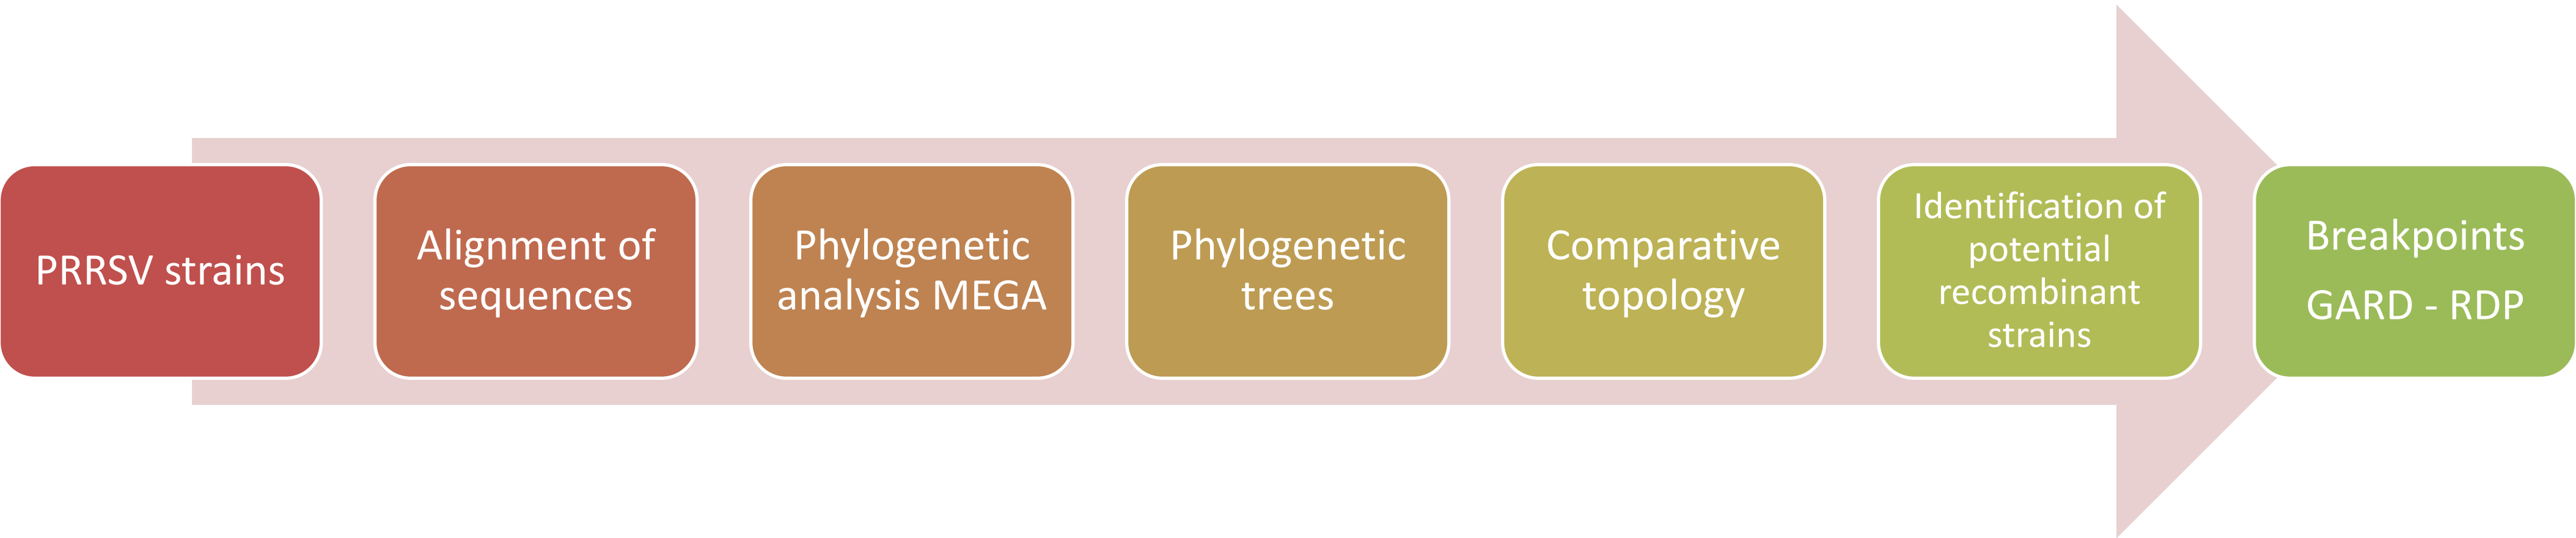 PRRSV strains
Alignment of
sequences
Phylogenetic
analysis MEGA
Phylogenetic
trees
Comparative
topology
Identification of
potential
recombinant
strains
Breakpoints
GARD - RDP